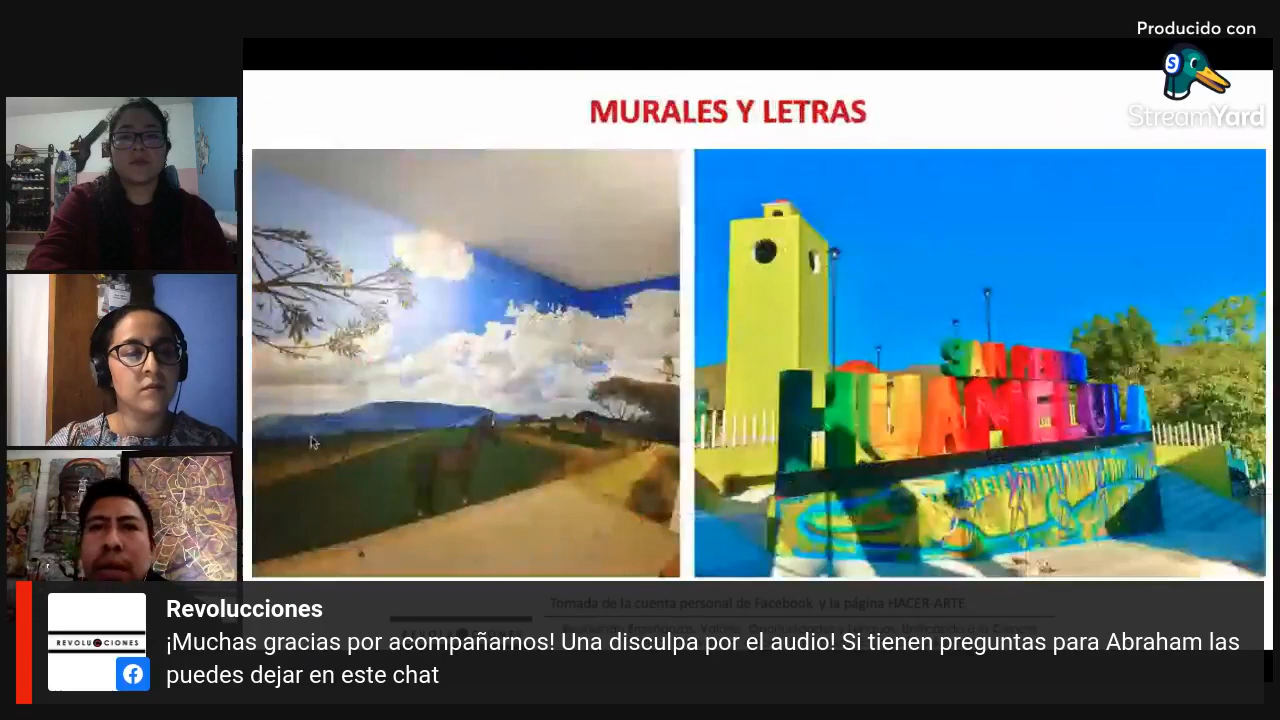 Producido con
StreamYard
MURALES Y LETRAS
HUAMELULA
Tomada de la cuenta personal de Facebook y la página HACER-ARTE
Revolucciones
¡Muchas gracias por acompañarnos! Una disculpa por el audio! Si tienen preguntas para Abraham las
puedes dejar en este chat
REVOLUCCIONES